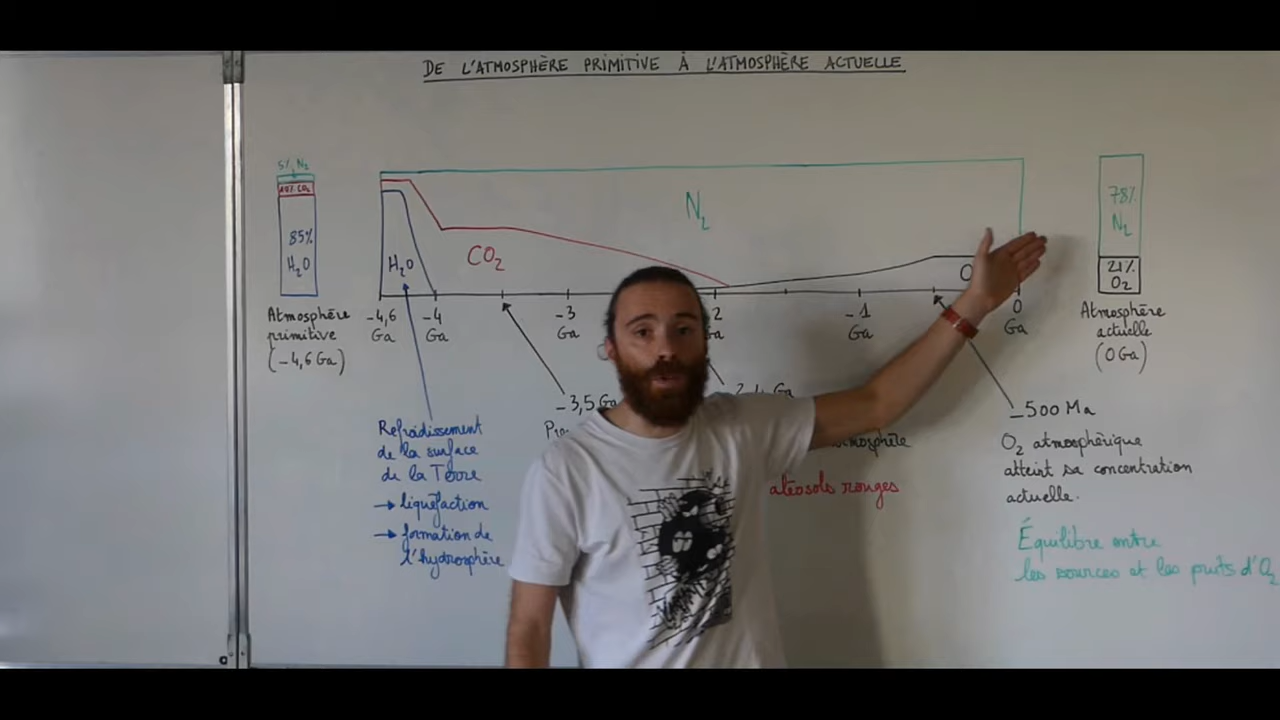 DE L'ATMOSPHÈRE PRIMITIVE À L'ATMOSPHÈRE ACTUELLE
5% N₂
10% CO₂
85%
H₂O
Atmosphère
primitive
(-4,6 Ga)
H₂O
CO₂
N₂
O
-4,6
Ga
-4
Ga
-3
Ga
2
Ga
-1
Ga
0
Ga
78%
N₂
21%
O₂
Atmosphère
actuelle
(0 Ga)
Refroidissement
de la surface
de la Terre
→ liquéfaction
→ formation de
l'hydrosphère
-3,5 Ga
-500 Ma
O₂ atmosphérique
atteint sa concentration
actuelle.
rouges
Équilibre entre
les sources et les puits d'O₂